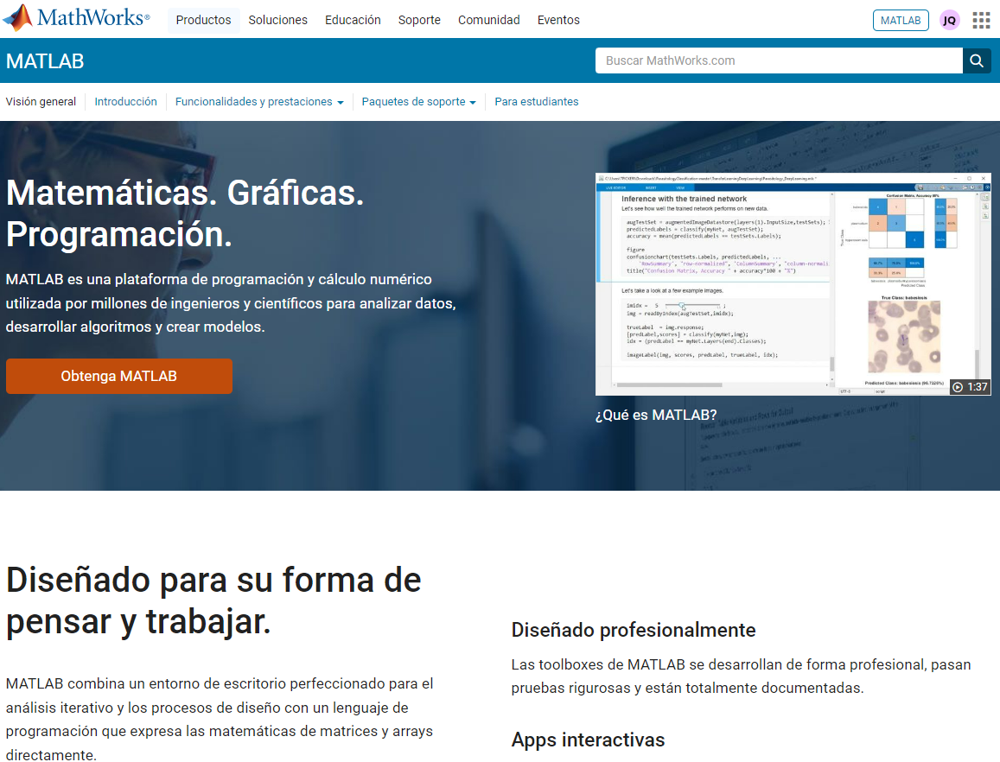 MathWorks®
Productos Soluciones Educación Soporte Comunidad Eventos
MATLAB
JQ
MATLAB
Buscar MathWorks.com
Visión general Introducción Funcionalidades y prestaciones Paquetes de soporte Para estudiantes
Matemáticas. Gráficas.
Programación.
MATLAB es una plataforma de programación y cálculo numérico
utilizada por millones de ingenieros y científicos para analizar datos,
desarrollar algoritmos y crear modelos.
Obtenga MATLAB
LIVE EDITOR INSERT VIEW
Inference with the trained network
Let's see how well the trained network performs on new data.
augTestSet = augmentedImageDatastore(layers(1).InputSize,testSets);
predictedLabels = classify(myNet, augTestSet);
accuracy = mean(predictedLabels == testSets.Labels);
figure
confusionchart(testSets.Labels, predictedLabels, ...
'RowSummary', "row-normalized", 'ColumnSummary', "column-normali
title("Confusion Matrix, Accuracy " + accuracy*100 + "%")
Let's take a look at a few example images.
imidx = 5 ;
img = readByIndex(augTestSet,imidx);
trueLabel = img.response;
[predLabel,scores] = classify(myNet,img);
idx = (predLabel == myNet.Layers(end).Classes);
imageLabel(img, scores, predLabel, trueLabel, idx);
UTF-8 script
Predicted Class
True Class: babesiosis
1:37
¿Qué es MATLAB?
Diseñado para su forma de
pensar y trabajar.
MATLAB combina un entorno de escritorio perfeccionado para el
análisis iterativo y los procesos de diseño con un lenguaje de
programación que expresa las matemáticas de matrices y arrays
directamente.
Diseñado profesionalmente
Las toolboxes de MATLAB se desarrollan de forma profesional, pasan
pruebas rigurosas y están totalmente documentadas.
Apps interactivas